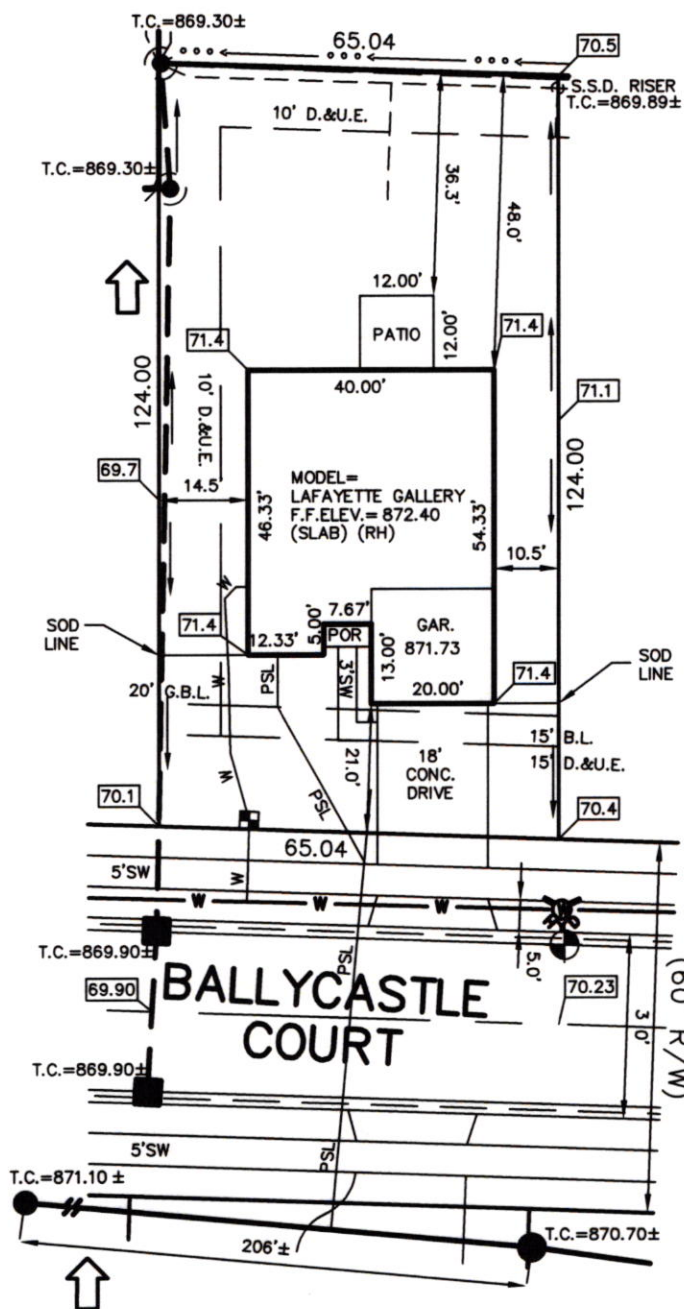 T.C.=869.30±
65.04
70.5
S.S.D. RISER
T.C.=869.89±
10' D.&U.E.
T.C.=869.30±
36.3'
48.0'
12.00'
PATIO
12.00'
71.4
71.4
40.00'
124.00
10' D.&U.E.
71.1
124.00
69.7
14.5'
46.33'
MODEL=
LAFAYETTE GALLERY
F.F.ELEV.= 872.40
(SLAB) (RH)
54.33'
10.5'
W
SOD
LINE
71.4
12.33'
5.00'
7.67'
POR
GAR.
871.73
13.00'
20.00'
71.4
SOD
LINE
20' G.B.L.
W
PSL
3'SW
21.0'
18'
CONC.
DRIVE
15' B.L.
15' D.&U.E.
W
PSL
70.1
70.4
65.04
5'SW
W
W
W
W
W
T.C.=869.90±
PSL
5.0'
69.90
BALLYCASTLE
COURT
70.23
R/W)
T.C.=869.90±
5'SW
PSL
T.C.=871.10 ±
T.C.=870.70±
206'±